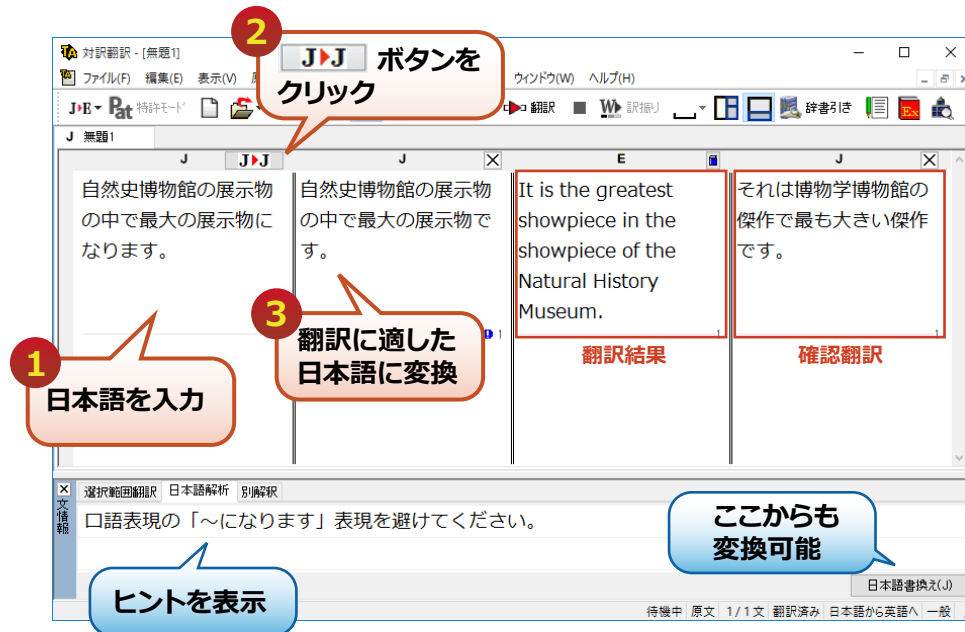 2
J▶J ボタンを
クリック
対訳翻訳 - [無題1]
ファイル(F) 編集(E) 表示(V) ウィンドウ(W) ヘルプ(H)
J▶E Pat 特許モード 翻訳 訳振り 辞書引き Ex
J 無題1
J J▶J J E J
自然史博物館の展示物
の中で最大の展示物に
なります。
自然史博物館の展示物
の中で最大の展示物で
す。
It is the greatest
showpiece in the
showpiece of the
Natural History
Museum.
1
それは博物学博物館の
傑作で最も大きい傑作
です。
1
翻訳結果
確認翻訳
1
日本語を入力
3
翻訳に適した
日本語に変換
1
文情報
選択範囲翻訳 日本語解析 別解釈
口語表現の「～になります」表現を避けてください。
ヒントを表示
ここからも
変換可能
日本語書換え(J)
待機中 原文 1/1文 翻訳済み 日本語から英語へ 一般